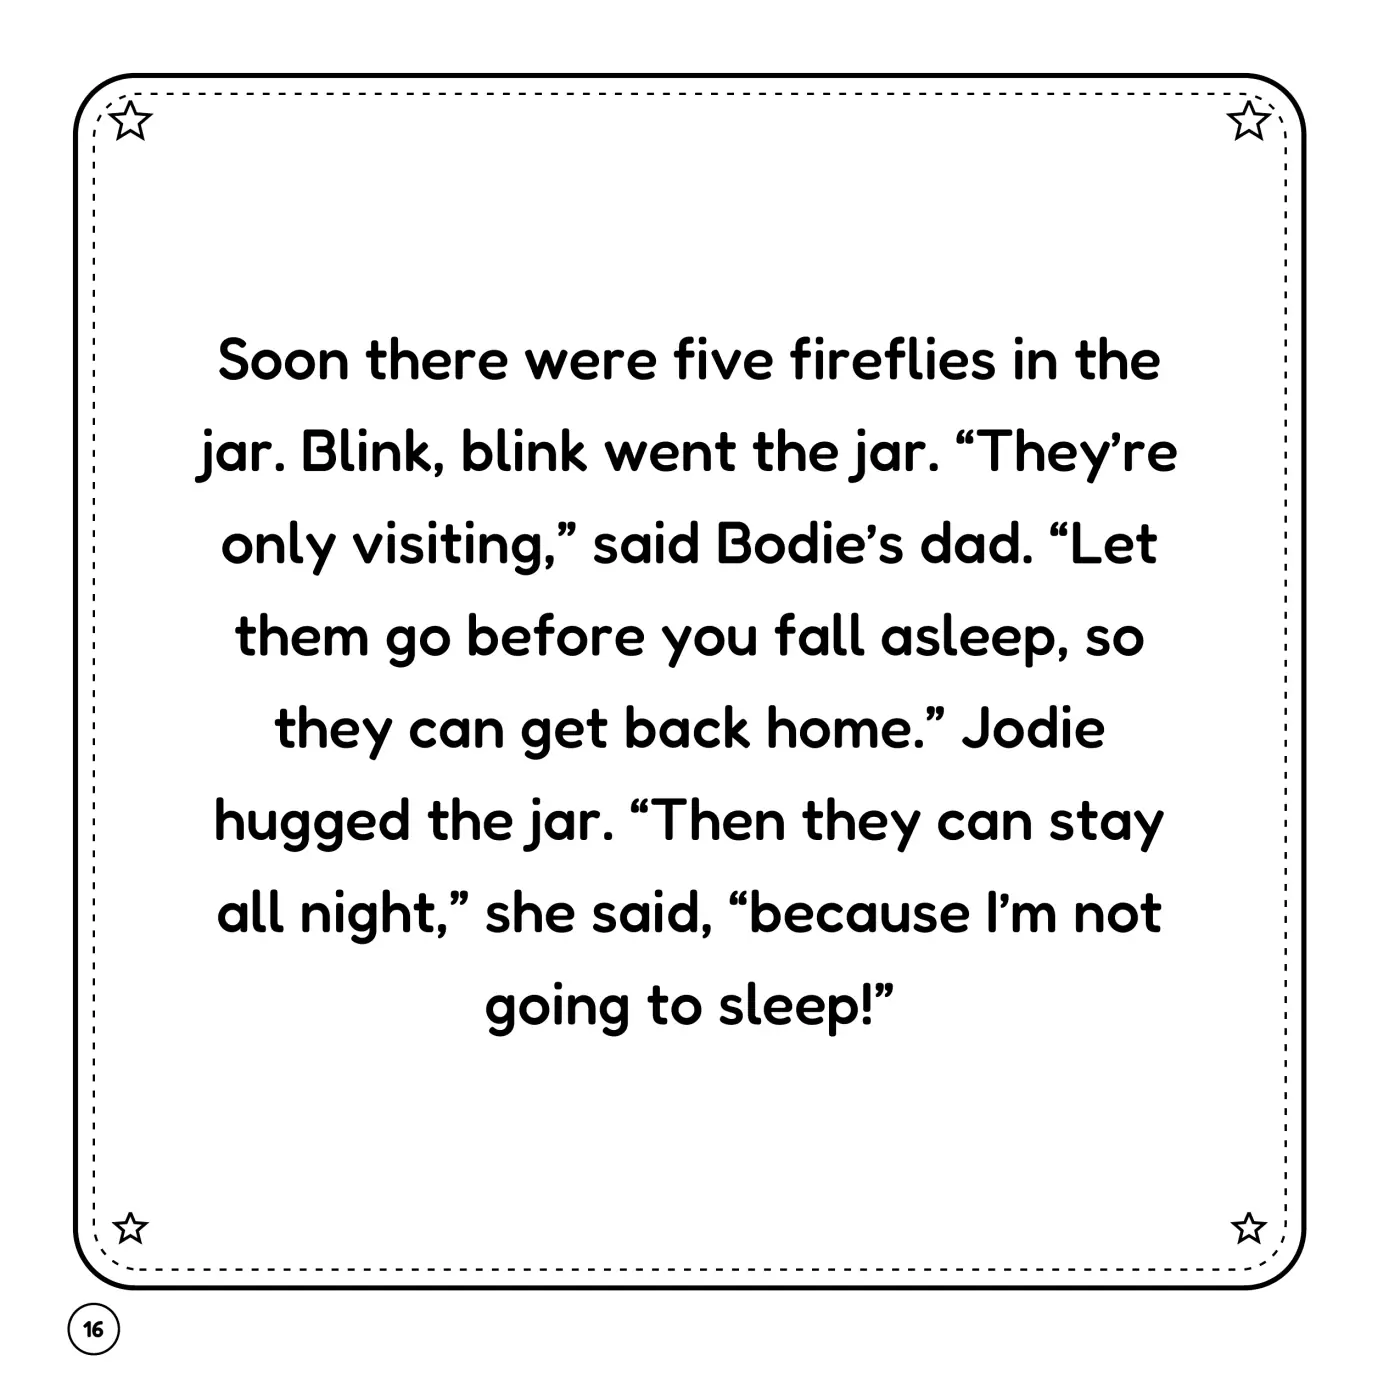 Soon there were five fireflies in the
jar. Blink, blink went the jar. “They’re
only visiting,” said Bodie’s dad. “Let
them go before you fall asleep, so
they can get back home.” Jodie
hugged the jar. “Then they can stay
all night,” she said, “because I’m not
going to sleep!”
16